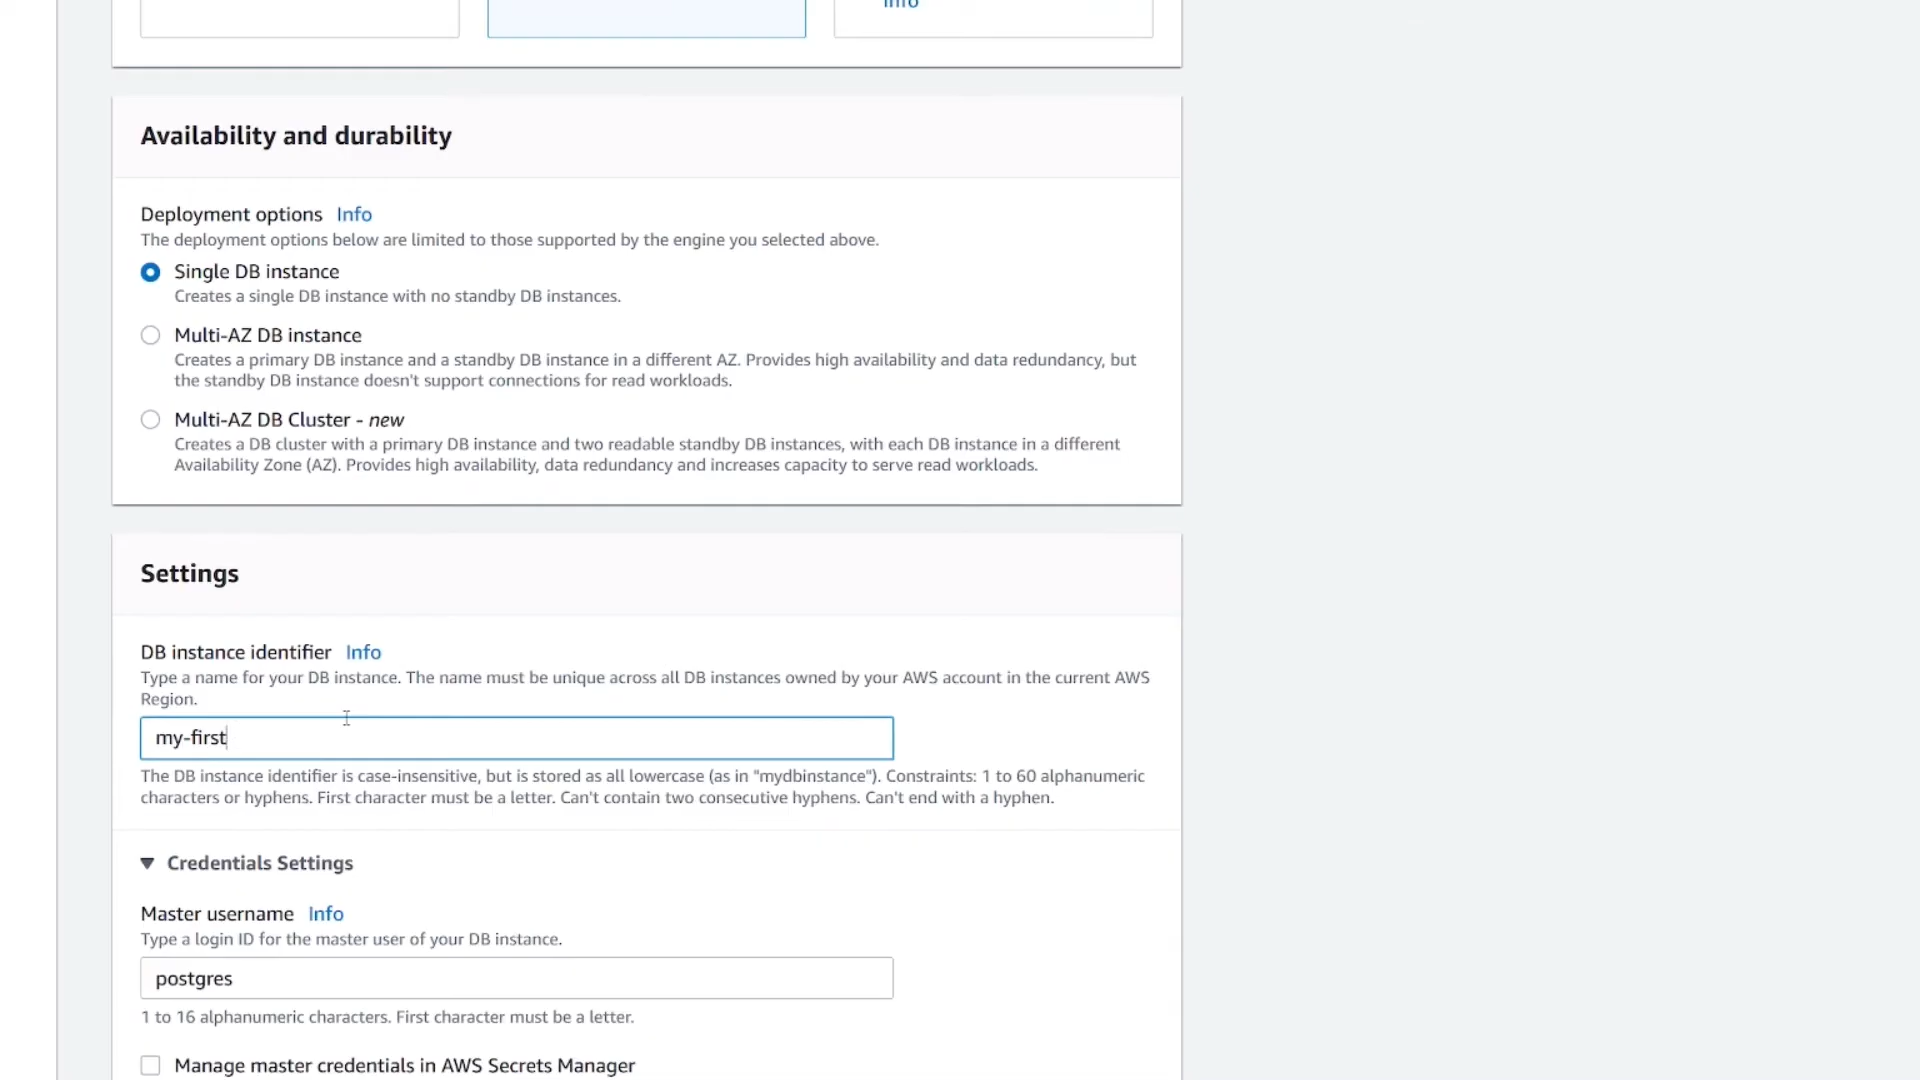 Info
Availability and durability
Deployment options Info
The deployment options below are limited to those supported by the engine you selected above.
Single DB instance
Creates a single DB instance with no standby DB instances.
Multi-AZ DB instance
Creates a primary DB instance and a standby DB instance in a different AZ. Provides high availability and data redundancy, but
the standby DB instance doesn't support connections for read workloads.
Multi-AZ DB Cluster - new
Creates a DB cluster with a primary DB instance and two readable standby DB instances, with each DB instance in a different
Availability Zone (AZ). Provides high availability, data redundancy and increases capacity to serve read workloads.
Settings
DB instance identifier Info
Type a name for your DB instance. The name must be unique across all DB instances owned by your AWS account in the current AWS
Region.
my-first
The DB instance identifier is case-insensitive, but is stored as all lowercase (as in "mydbinstance"). Constraints: 1 to 60 alphanumeric
characters or hyphens. First character must be a letter. Can't contain two consecutive hyphens. Can't end with a hyphen.
Credentials Settings
Master username Info
Type a login ID for the master user of your DB instance.
postgres
1 to 16 alphanumeric characters. First character must be a letter.
Manage master credentials in AWS Secrets Manager